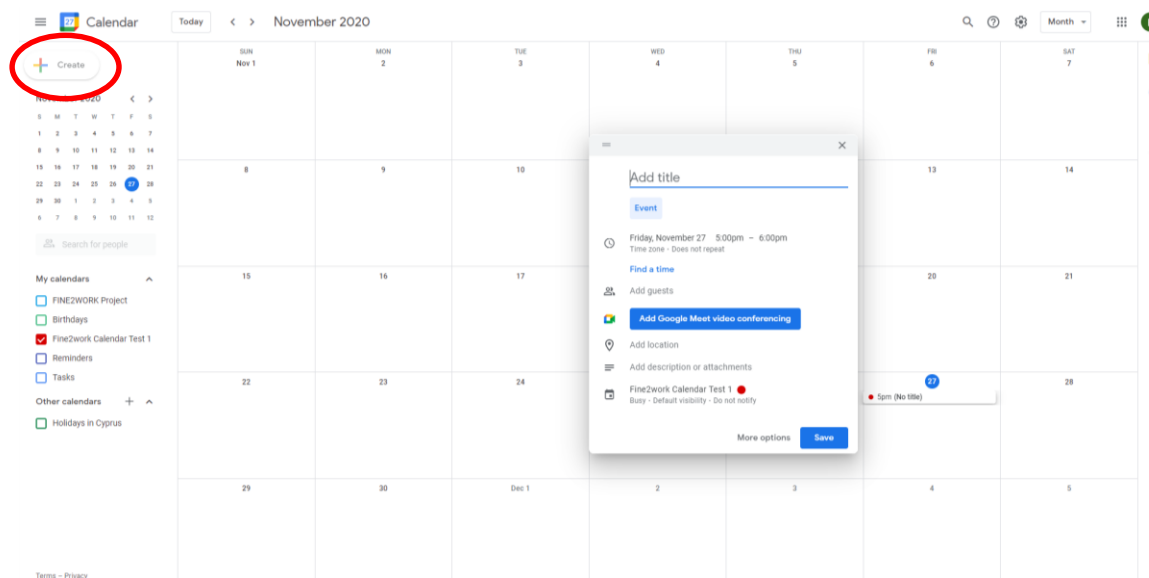 27 Calendar Today November 2020 Month
Create
November 2020
S M T W T F S
1 2 3 4 5 6 7
8 9 10 11 12 13 14
15 16 17 18 19 20 21
22 23 24 25 26 27 28
29 30 1 2 3 4 5
6 7 8 9 10 11 12
Search for people
My calendars
FINE2WORK Project
Birthdays
Fine2work Calendar Test 1
Reminders
Tasks
Other calendars
Holidays in Cyprus
Terms – Privacy
SUN MON TUE WED THU FRI SAT
Nov 1 2 3 4 5 6 7
8 9 10 13 14
15 16 17 20 21
22 23 24 27 28
5pm (No title)
29 30 Dec 1 2 3 4 5
Add title
Event
Friday, November 27 5:00pm – 6:00pm
Time zone - Does not repeat
Find a time
Add guests
Add Google Meet video conferencing
Add location
Add description or attachments
Fine2work Calendar Test 1
Busy - Default visibility - Do not notify
More options Save